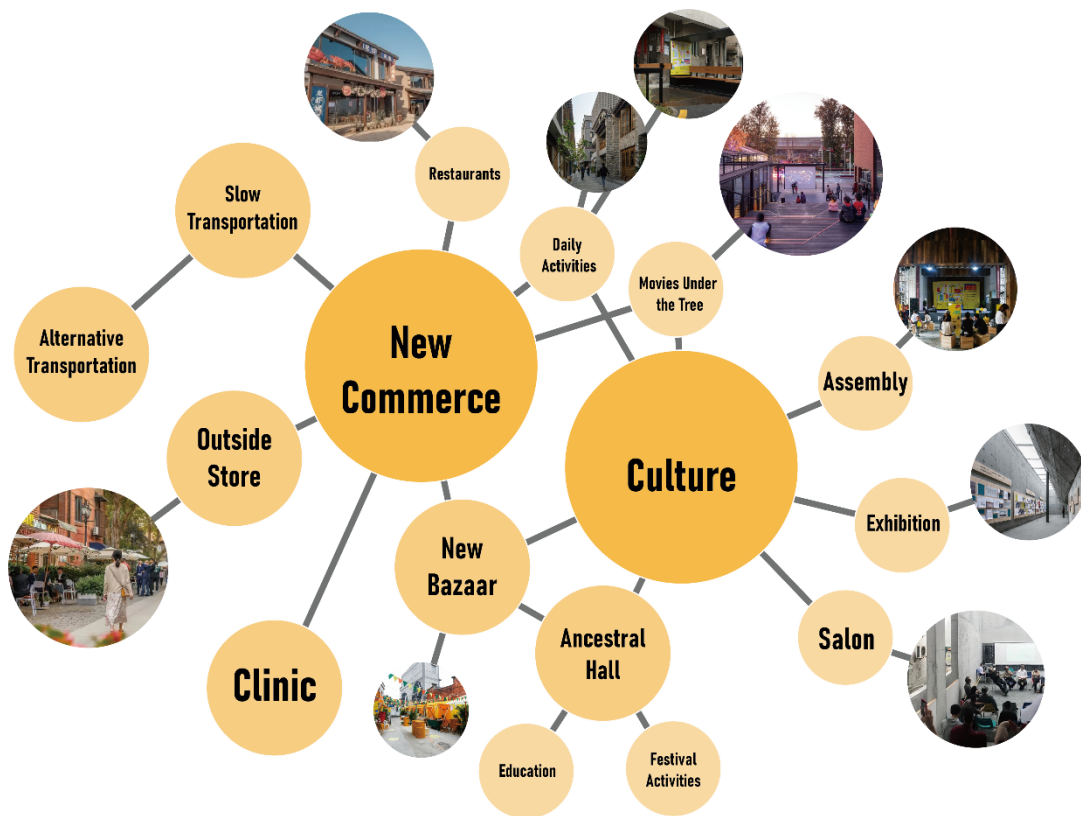 Restaurants
Slow
Transportation
Daily
Activities
Movies Under
the Tree
Alternative
Transportation
New
Commerce
Assembly
Outside
Store
Culture
Exhibition
New
Bazaar
Ancestral
Hall
Salon
Clinic
Education
Festival
Activities